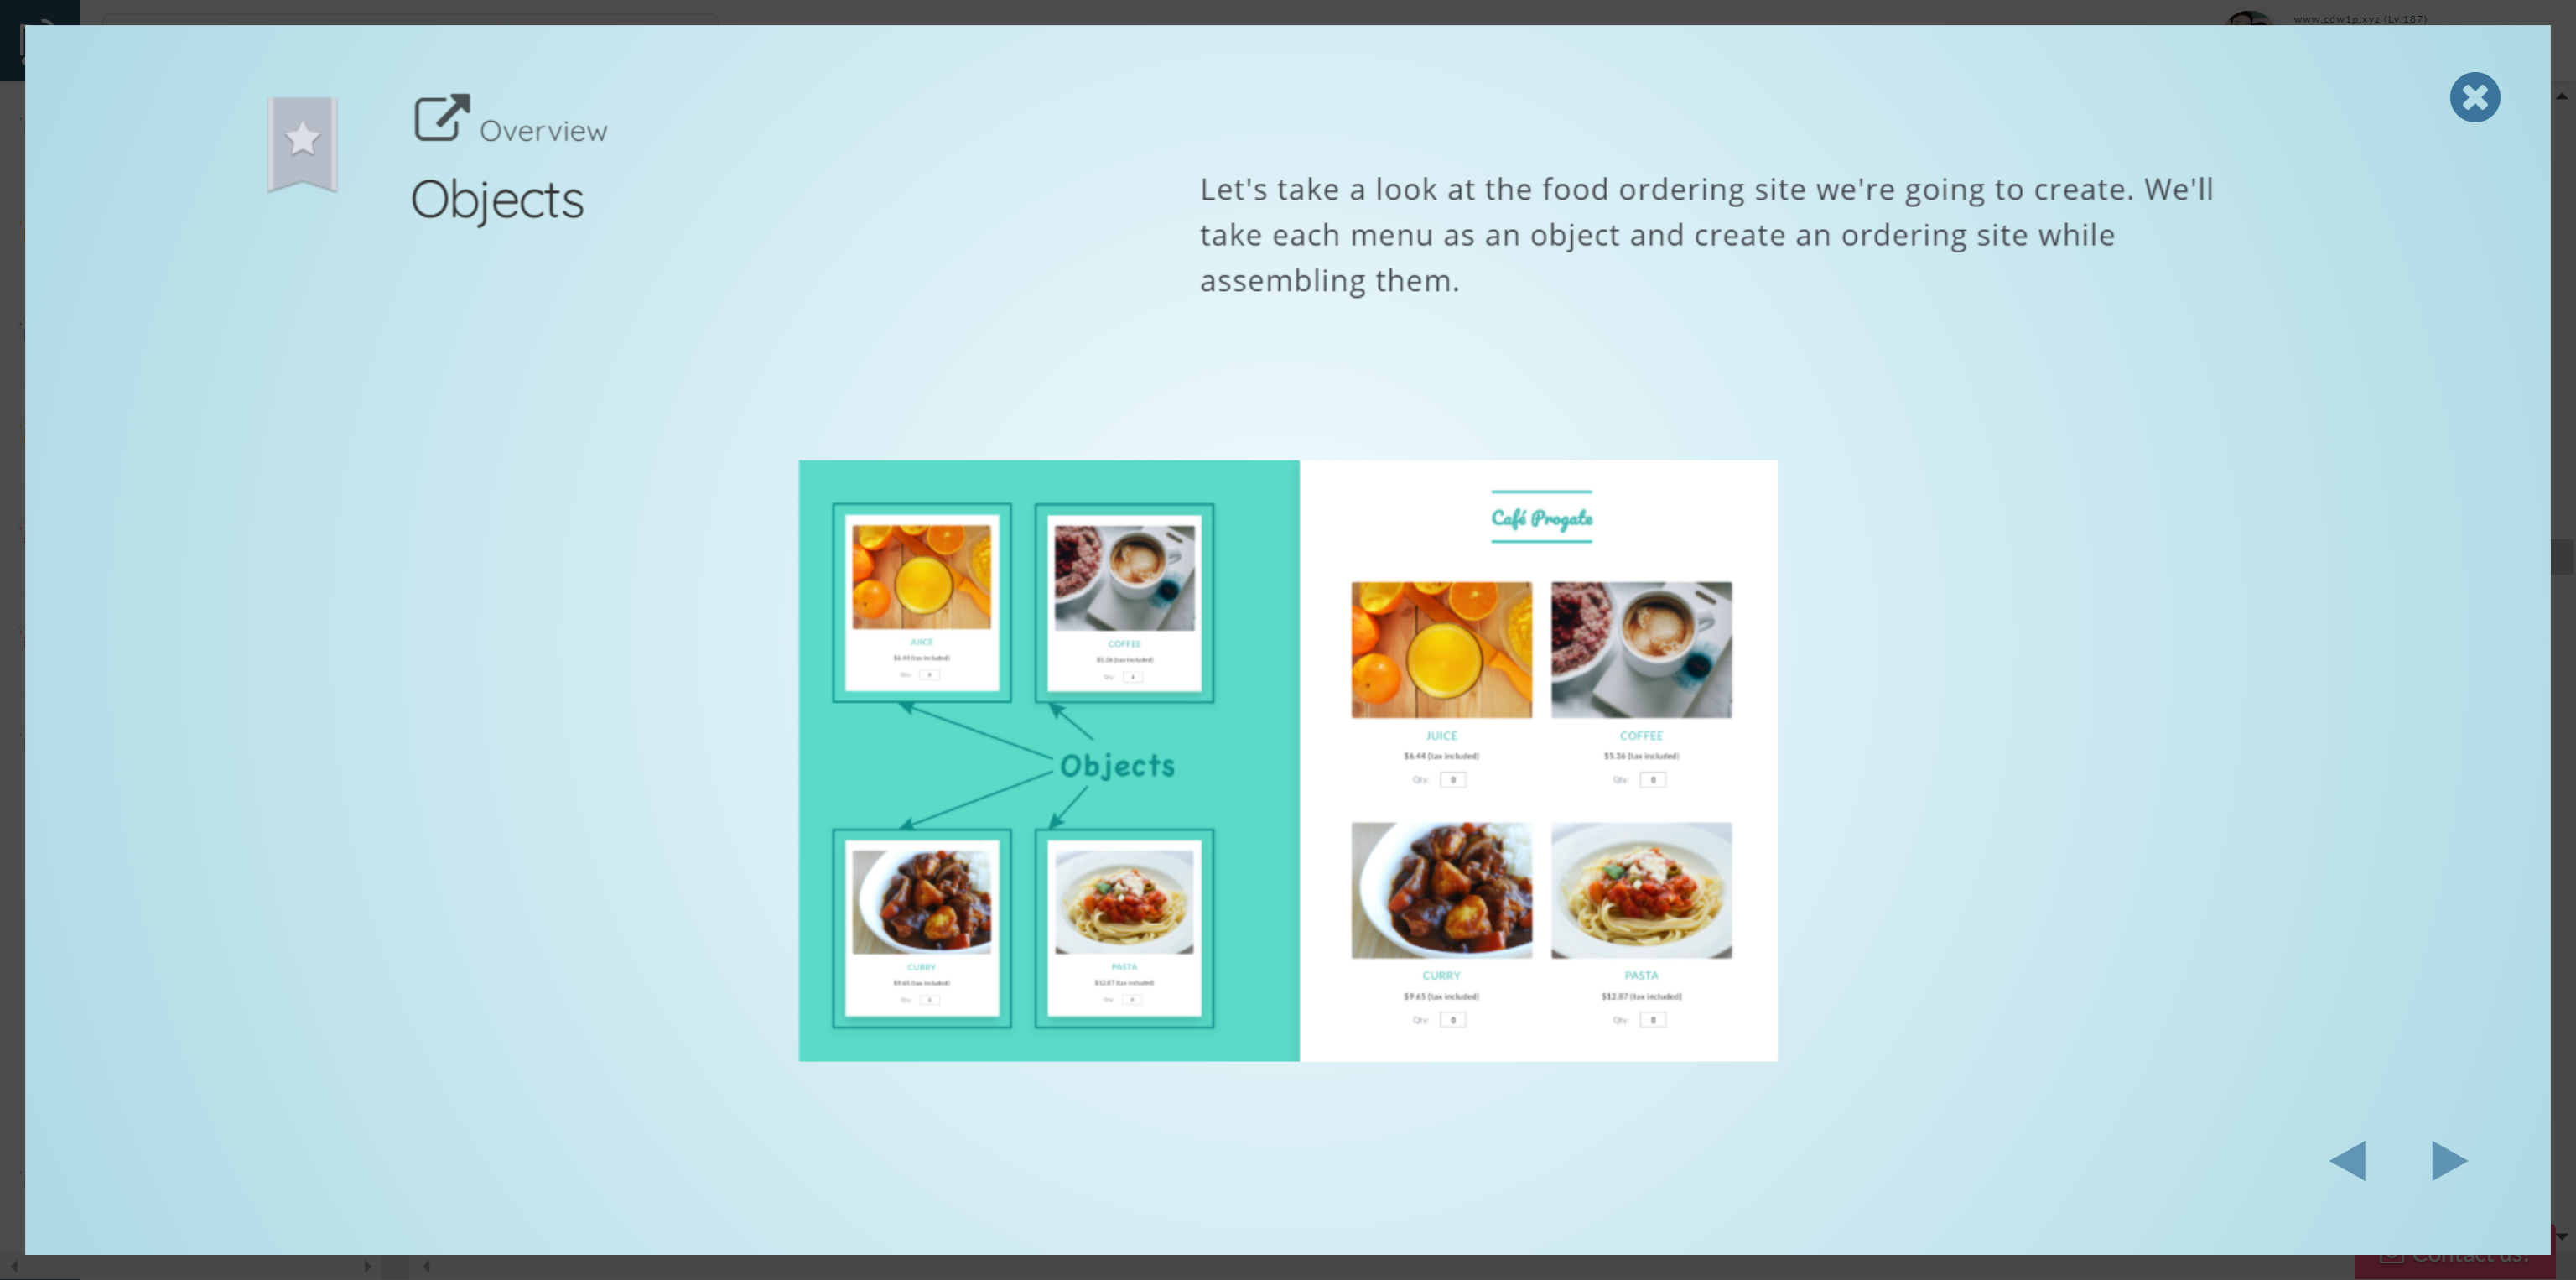 www.cdw1p.xyz (Lv.187)
Overview
Objects
Let's take a look at the food ordering site we're going to create. We'll
take each menu as an object and create an ordering site while
assembling them.
JUICE
$6.44 (tax included)
Qty: 0
COFFEE
$5.36 (tax included)
Qty: 0
Objects
CURRY
$9.65 (tax included)
Qty: 0
PASTA
$12.87 (tax included)
Qty: 0
Café Progate
JUICE
$6.44 (tax included)
Qty: 0
COFFEE
$5.36 (tax included)
Qty: 0
CURRY
$9.65 (tax included)
Qty: 0
PASTA
$12.87 (tax included)
Qty: 0
Contact us!